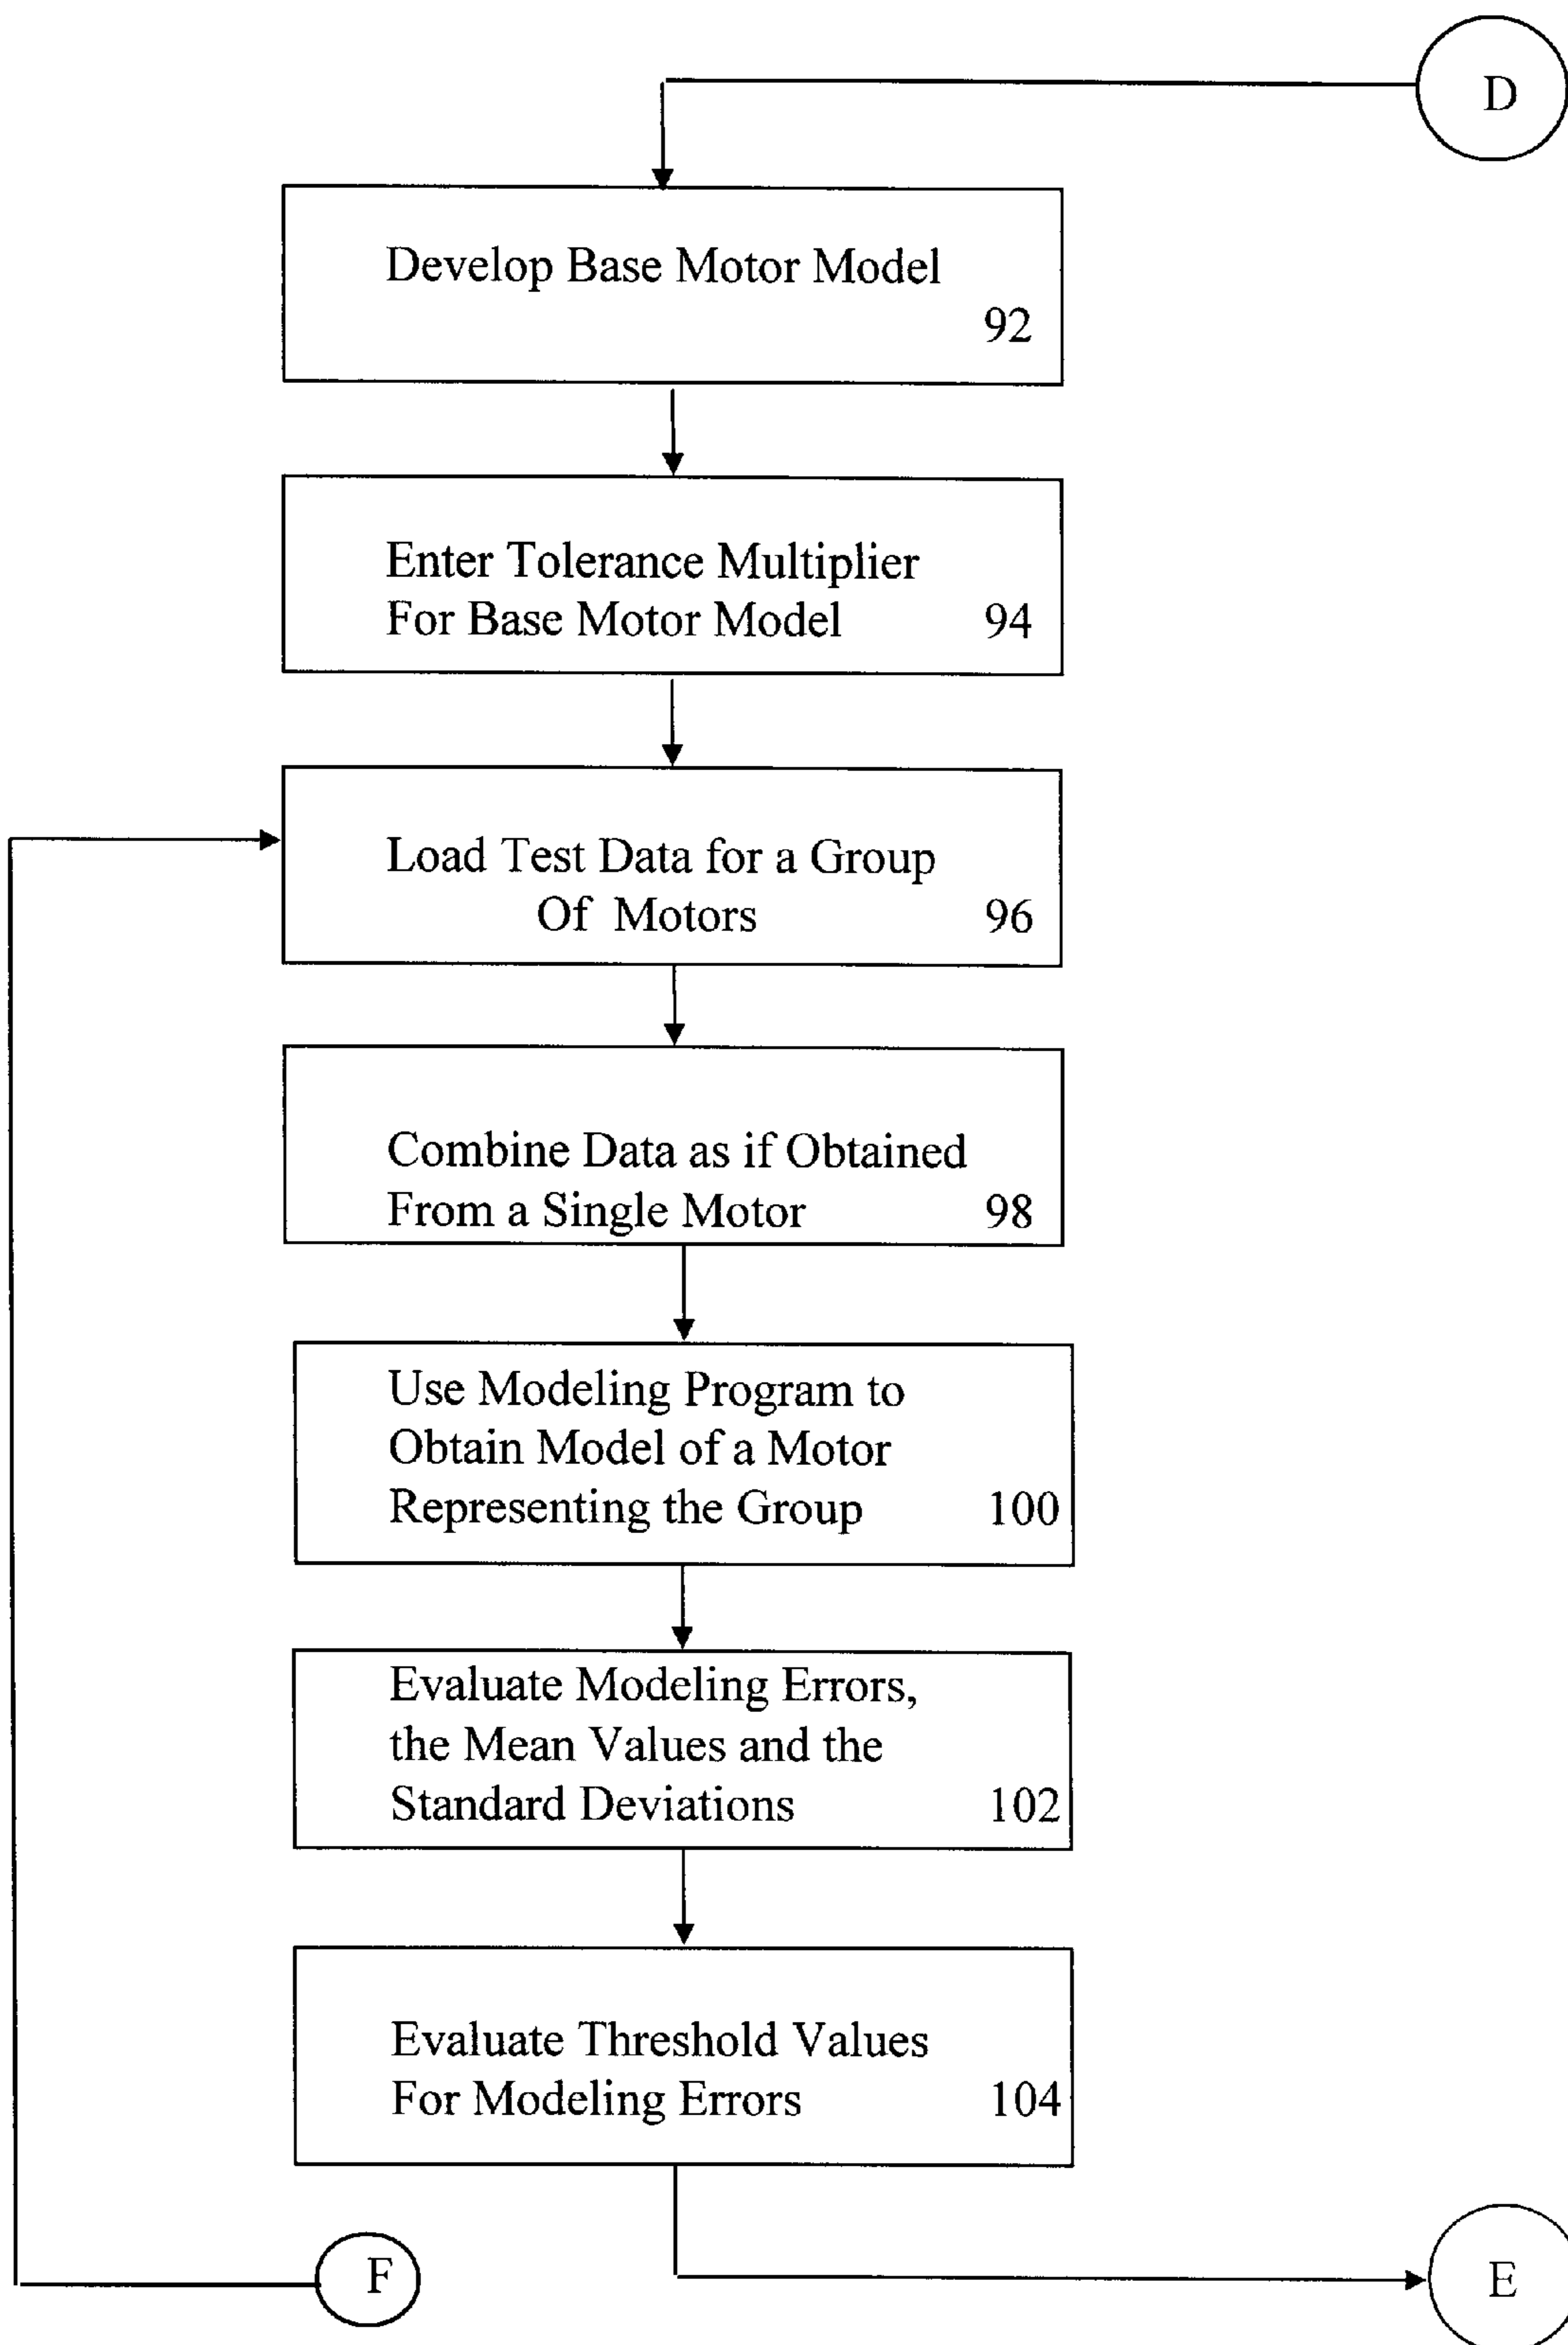 D
Develop Base Motor Model
92
Enter Tolerance Multiplier
For Base Motor Model 94
Load Test Data for a Group
Of Motors 96
Combine Data as if Obtained
From a Single Motor 98
Use Modeling Program to
Obtain Model of a Motor
Representing the Group 100
Evaluate Modeling Errors,
the Mean Values and the
Standard Deviations 102
Evaluate Threshold Values
For Modeling Errors 104
F
E